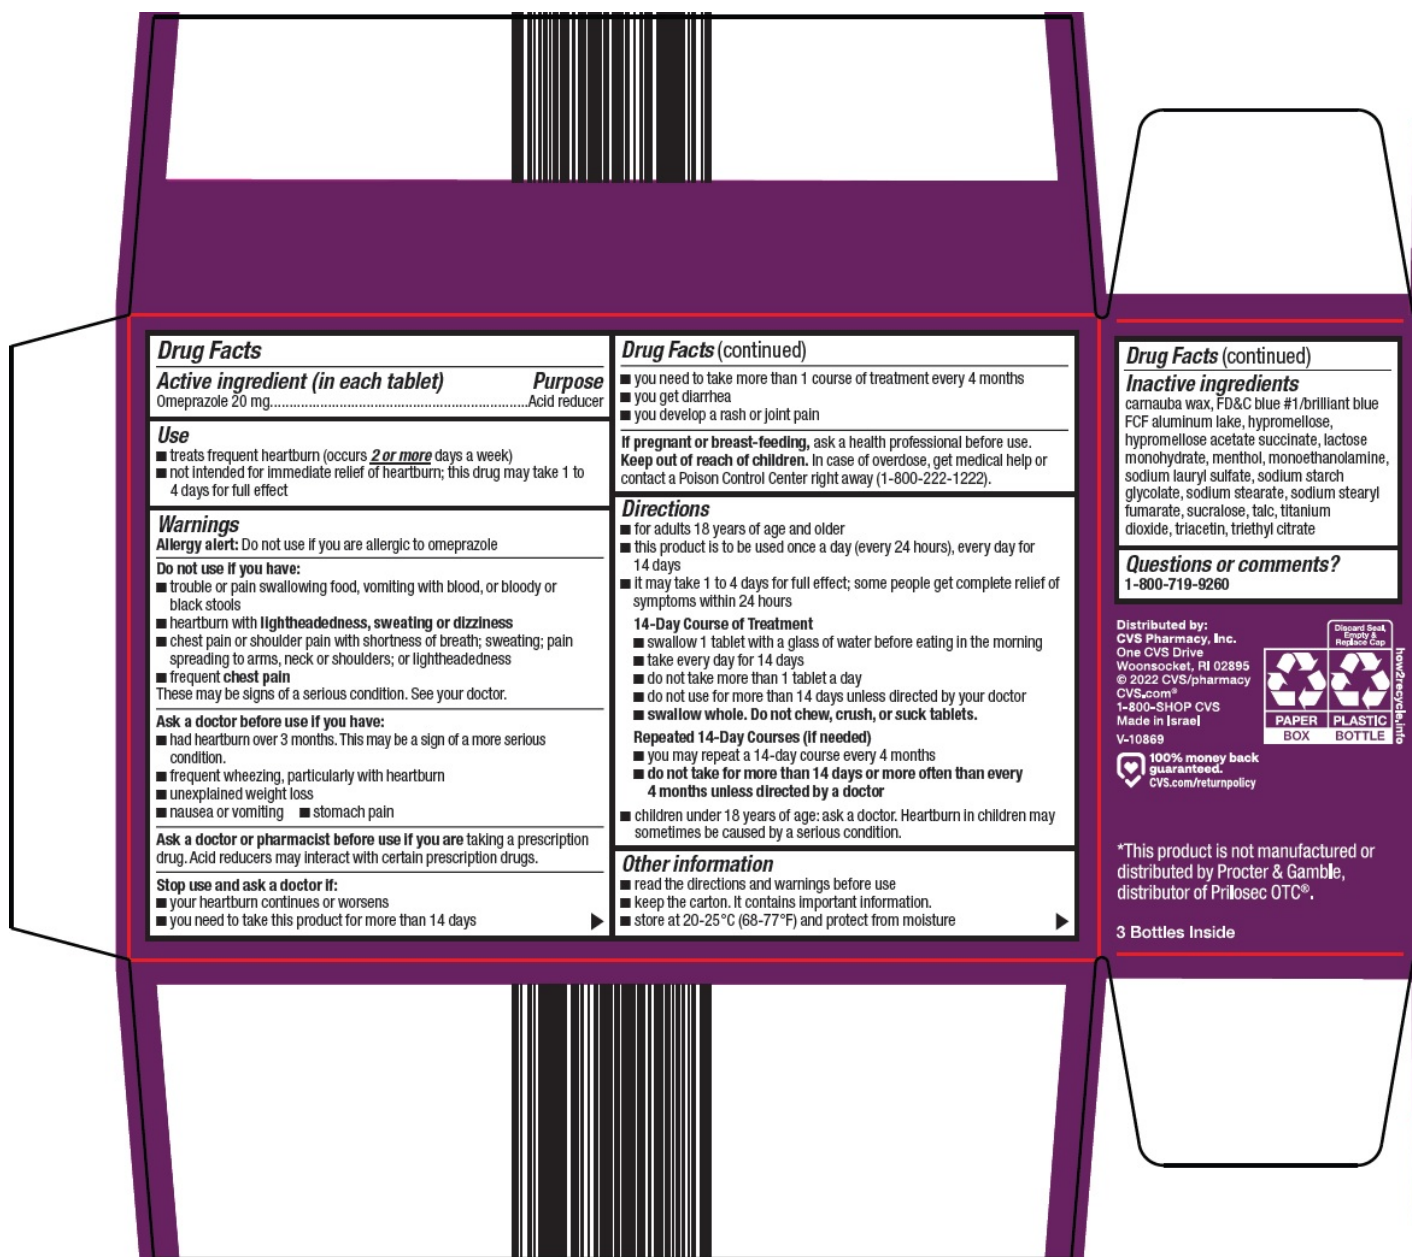 Drug Facts
Active ingredient (in each tablet) Purpose
Omeprazole 20 mg................................................................Acid reducer
Use
■ treats frequent heartburn (occurs 2 or more days a week)
■ not intended for immediate relief of heartburn; this drug may take 1 to
4 days for full effect
Warnings
Allergy alert: Do not use if you are allergic to omeprazole
Do not use if you have:
■ trouble or pain swallowing food, vomiting with blood, or bloody or
black stools
■ heartburn with lightheadedness, sweating or dizziness
■ chest pain or shoulder pain with shortness of breath; sweating; pain
spreading to arms, neck or shoulders; or lightheadedness
■ frequent chest pain
These may be signs of a serious condition. See your doctor.
Ask a doctor before use if you have:
■ had heartburn over 3 months. This may be a sign of a more serious
condition.
■ frequent wheezing, particularly with heartburn
■ unexplained weight loss
■ nausea or vomiting ■ stomach pain
Ask a doctor or pharmacist before use if you are taking a prescription
drug. Acid reducers may interact with certain prescription drugs.
Stop use and ask a doctor if:
■ your heartburn continues or worsens
■ you need to take this product for more than 14 days
Drug Facts (continued)
■ you need to take more than 1 course of treatment every 4 months
■ you get diarrhea
■ you develop a rash or joint pain
If pregnant or breast-feeding, ask a health professional before use.
Keep out of reach of children. In case of overdose, get medical help or
contact a Poison Control Center right away (1-800-222-1222).
Directions
■ for adults 18 years of age and older
■ this product is to be used once a day (every 24 hours), every day for
14 days
■ it may take 1 to 4 days for full effect; some people get complete relief of
symptoms within 24 hours
14-Day Course of Treatment
■ swallow 1 tablet with a glass of water before eating in the morning
■ take every day for 14 days
■ do not take more than 1 tablet a day
■ do not use for more than 14 days unless directed by your doctor
■ swallow whole. Do not chew, crush, or suck tablets.
Repeated 14-Day Courses (if needed)
■ you may repeat a 14-day course every 4 months
■ do not take for more than 14 days or more often than every
4 months unless directed by a doctor
■ children under 18 years of age: ask a doctor. Heartburn in children may
sometimes be caused by a serious condition.
Other information
■ read the directions and warnings before use
■ keep the carton. It contains important information.
■ store at 20-25°C (68-77°F) and protect from moisture
Drug Facts (continued)
Inactive ingredients
carnauba wax, FD&C blue #1/brilliant blue
FCF aluminum lake, hypromellose,
hypromellose acetate succinate, lactose
monohydrate, menthol, monoethanolamine,
sodium lauryl sulfate, sodium starch
glycolate, sodium stearate, sodium stearyl
fumarate, sucralose, talc, titanium
dioxide, triacetin, triethyl citrate
Questions or comments?
1-800-719-9260
Distributed by:
CVS Pharmacy, Inc.
One CVS Drive
Woonsocket, RI 02895
© 2022 CVS/pharmacy
CVS.com®
1-800-SHOP CVS
Made in Israel
V-10869
Discard Seal,
Empty &
Replace Cap
PAPER
BOX
PLASTIC
BOTTLE
how2recycle.info
100% money back
guaranteed.
CVS.com/returnpolicy
*This product is not manufactured or
distributed by Procter & Gamble,
distributor of Prilosec OTC®.
3 Bottles Inside